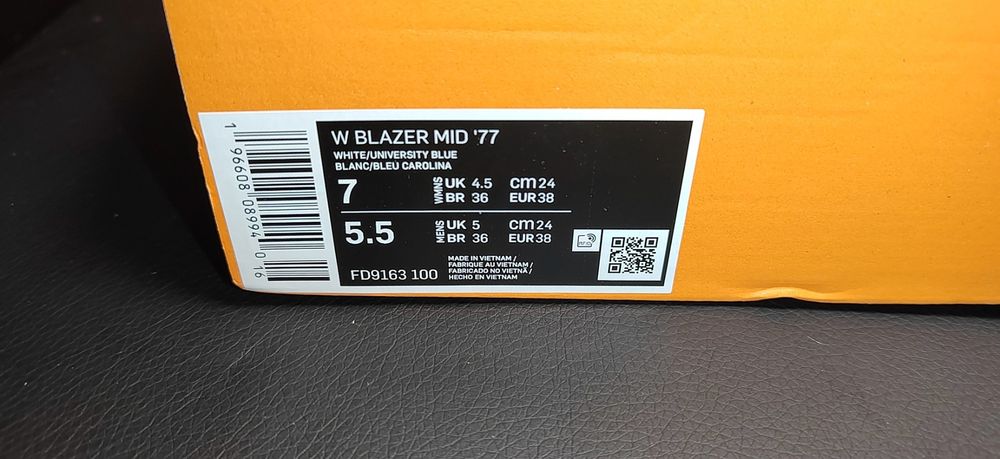 1 96608 08994 0 16
W BLAZER MID '77
WHITE/UNIVERSITY BLUE
BLANC/BLEU CAROLINA
7 WMNS UK 4.5 cm 24
BR 36 EUR 38
5.5 MENS UK 5 cm 24
BR 36 EUR 38
FD9163 100
MADE IN VIETNAM /
FABRIQUE AU VIETNAM /
FABRICADO NO VIETNÃ /
HECHO EN VIETNAM
RFID